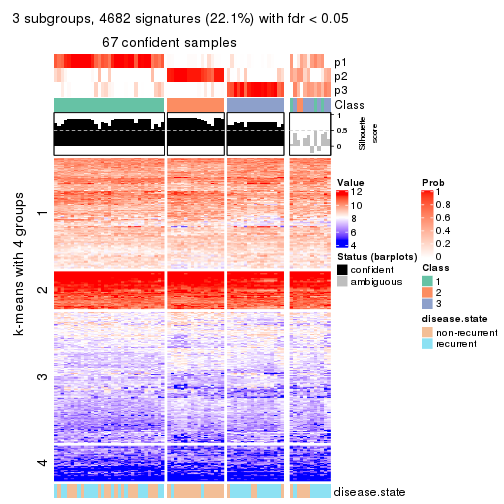 3 subgroups, 4682 signatures (22.1%) with fdr < 0.05
67 confident samples
p1
p2
p3
Class
1
0.5
0
Silhouette
score
k-means with 4 groups
1
2
3
4
Value
12
10
8
6
4
Prob
1
0.8
0.6
0.4
0.2
0
Status (barplots)
confident
ambiguous
Class
1
2
3
disease.state
non-recurrent
recurrent
disease.state